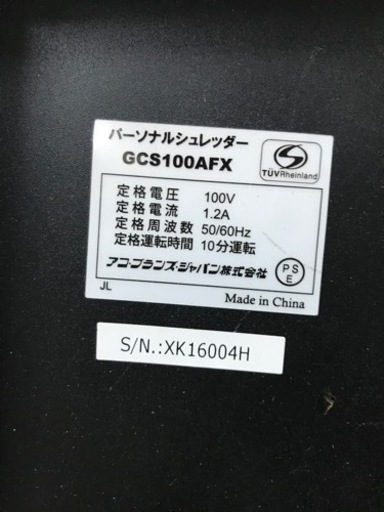 パーソナルシュレッダー
GCS100AFX
TÜVRheinland
定格電圧 100V
定格電流 1.2A
定格周波数 50/60Hz
定格運転時間 10分運転
アコ・ブランズ・ジャパン株式会社
PS
E
JL
Made in China
S/N.:XK16004H